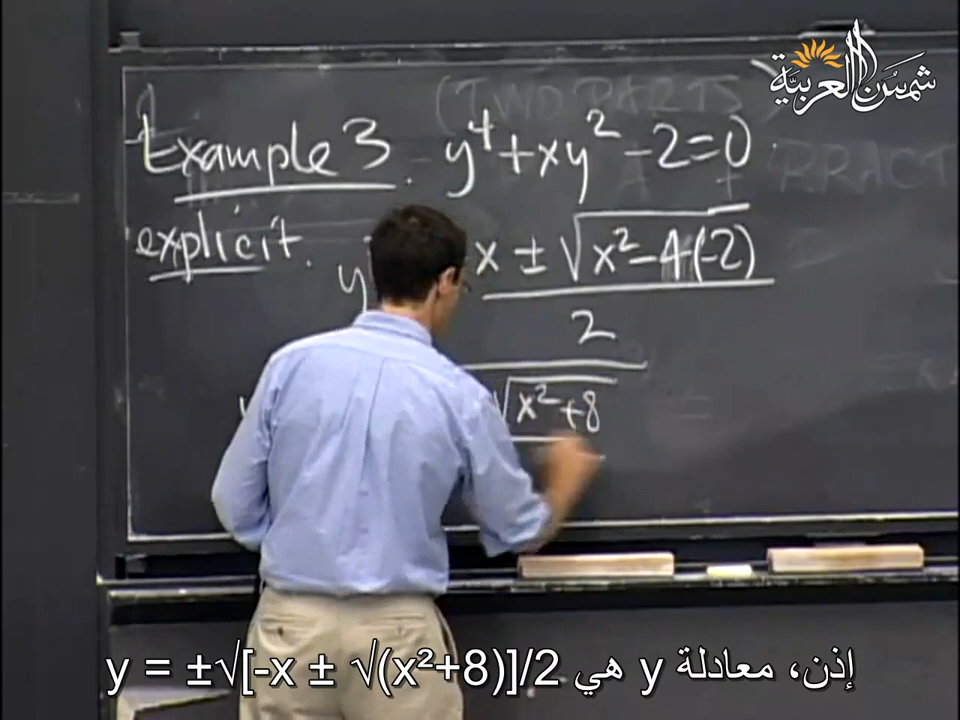 شمس العربية
(TWO PARTS)
Example 3. y⁴ + xy² - 2 = 0
PRACT
explicit. y
x ± √x² - 4(-2)
2
√x² + 8
إذن، معادلة y هي y = ±√[-x ± √(x²+8)]/2